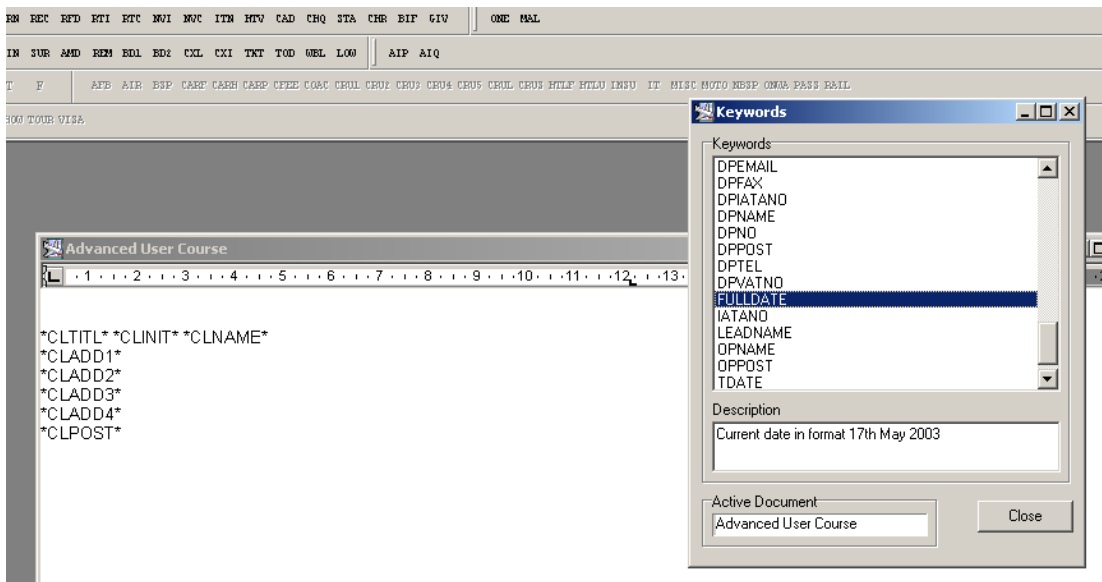 RN REC RFD RTI RTC NVI NVC ITN HTV CAD CHQ STA CHR BIF GIV ONE MAL
IN SUR AMD REM BD1 BD2 CXL CXI TKT TOD WBL LOW AIP AIQ
T F AFB AIR BSP CARF CARH CARP CFEE COAC CRU1 CRU2 CRU3 CRU4 CRU5 CRUL CRUS HTLF HTLU INSU IT MISC MOTO NBSP ONWA PASS RAIL
HOW TOUR VISA
Keywords
Keywords
DPEMAIL
DPFAX
DPIATANO
DPNAME
DPNO
DPPOST
DPTEL
DPVATNO
FULLDATE
IATANO
LEADNAME
OPNAME
OPPOST
TDATE
Description
Current date in format 17th May 2003
Active Document
Advanced User Course
Close
Advanced User Course
L 1 2 3 4 5 6 7 8 9 10 11 12 13
*CLTITL* *CLINIT* *CLNAME*
*CLADD1*
*CLADD2*
*CLADD3*
*CLADD4*
*CLPOST*